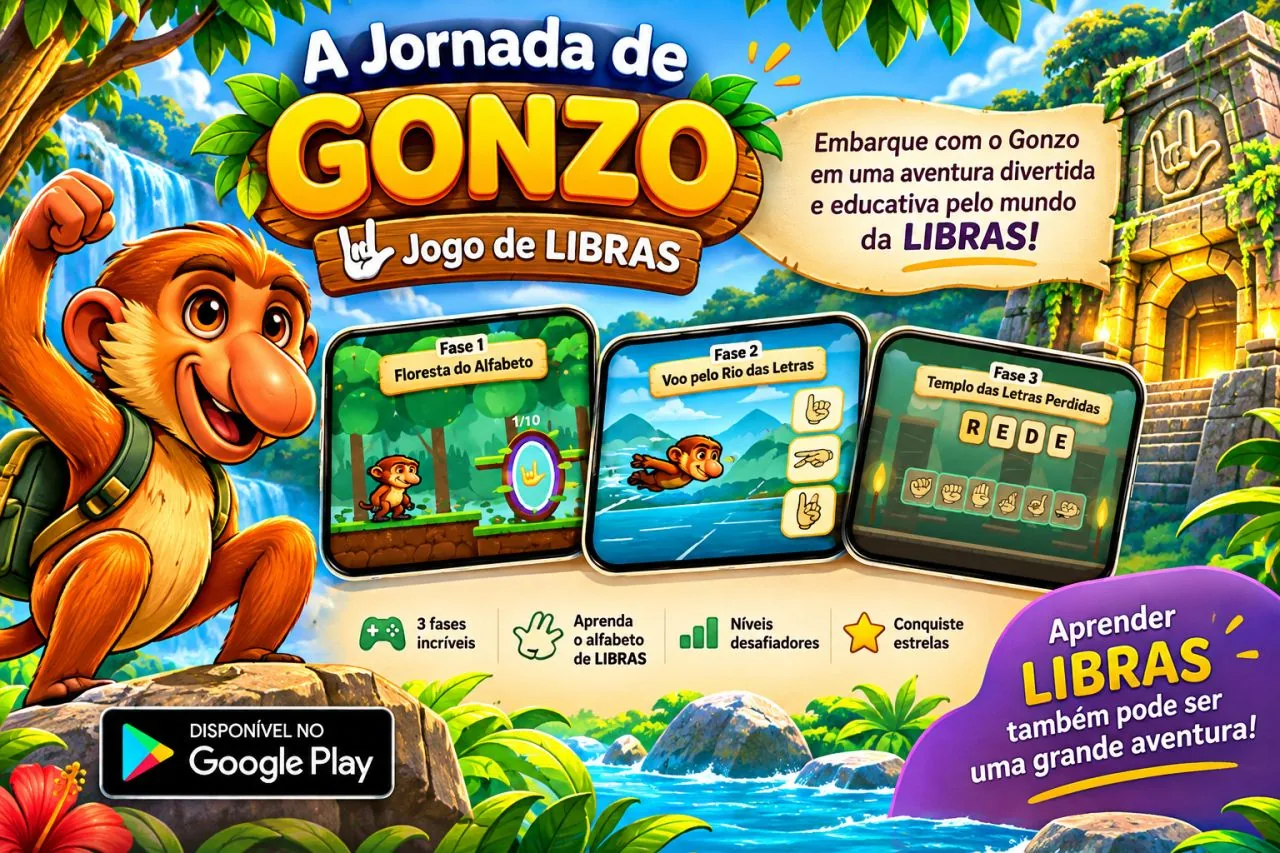 A Jornada de
GONZO
Jogo de LIBRAS
Embarque com o Gonzo
em uma aventura divertida
e educativa pelo mundo
da LIBRAS!
Fase 1
Floresta do Alfabeto
1/10
Fase 2
Voo pelo Rio das Letras
Fase 3
Templo das Letras Perdidas
R E D E
3 fases
incríveis
Aprenda
o alfabeto
de LIBRAS
Níveis
desafiadores
Conquiste
estrelas
DISPONÍVEL NO
Google Play
Aprender
LIBRAS
também pode ser
uma grande aventura!